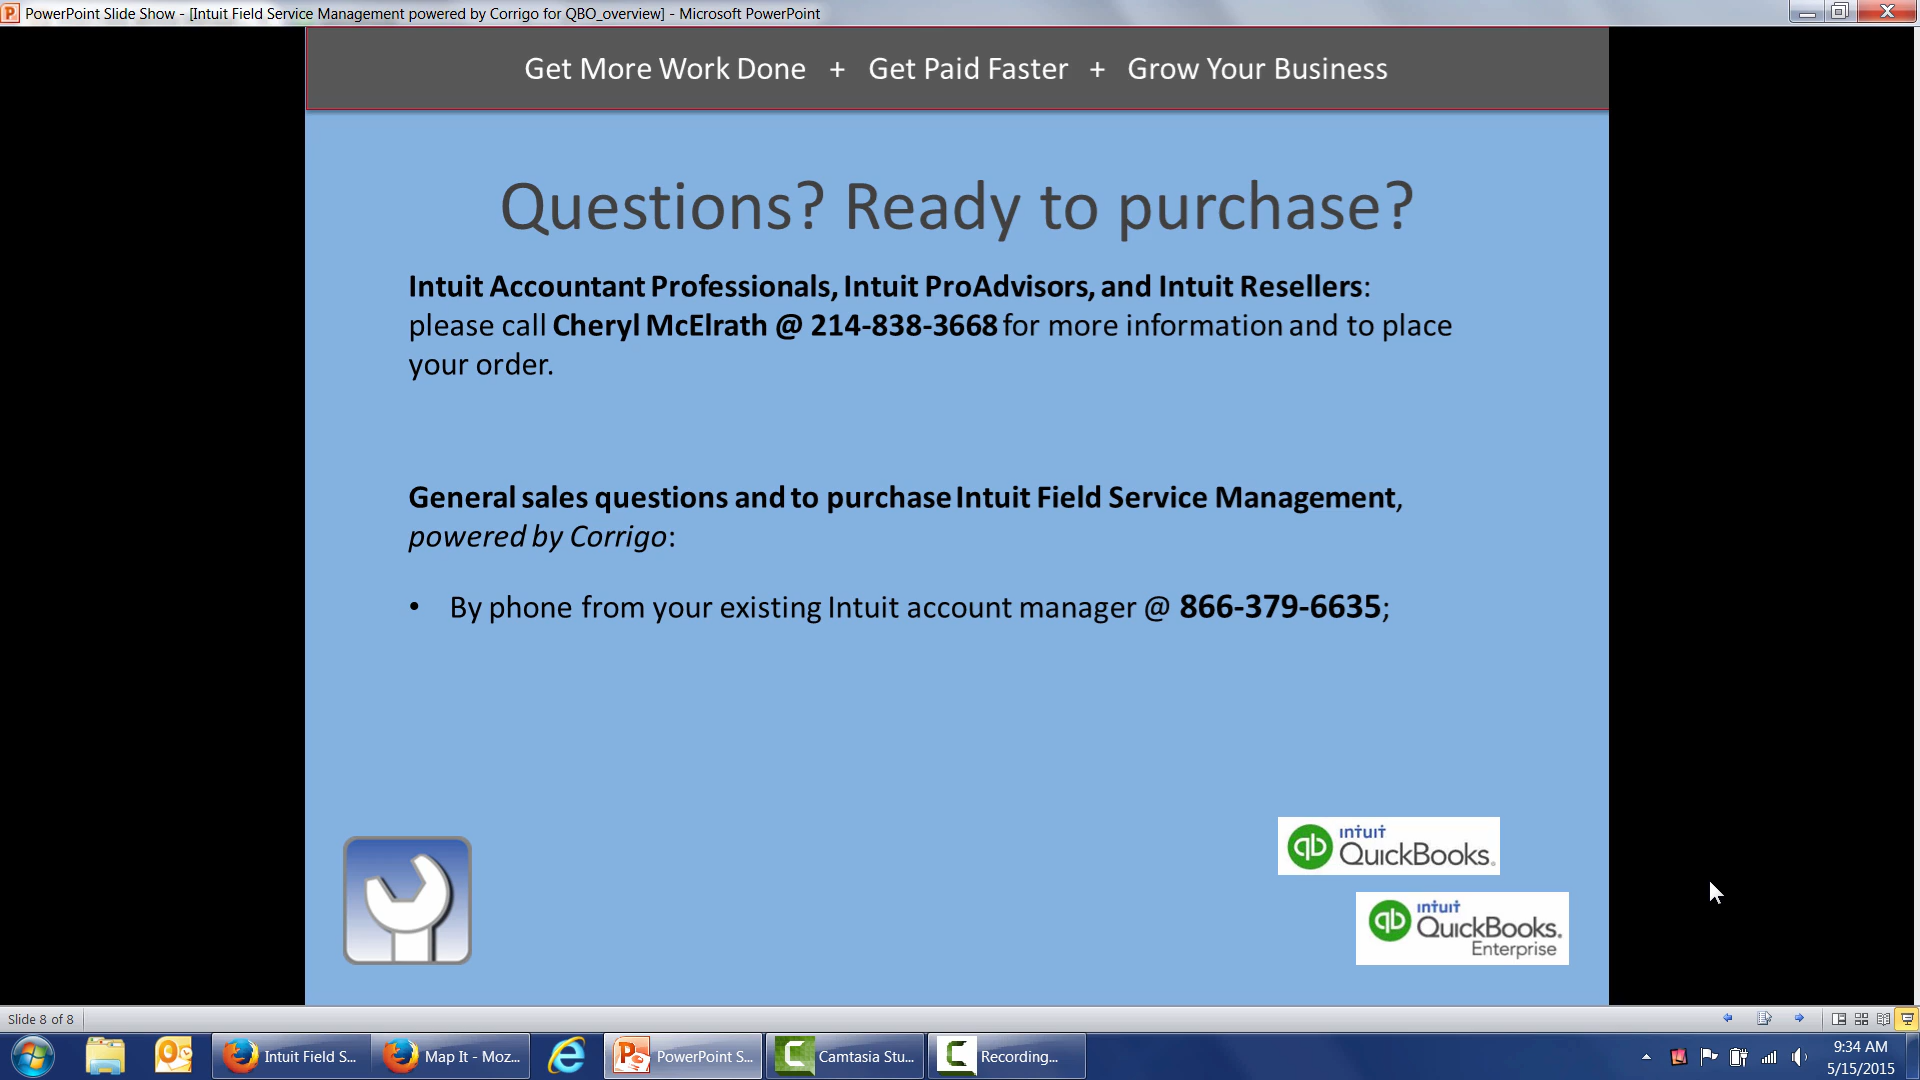 PowerPoint Slide Show - [Intuit Field Service Management powered by Corrigo for QBO_overview] - Microsoft PowerPoint
Get More Work Done + Get Paid Faster + Grow Your Business
Questions? Ready to purchase?
Intuit Accountant Professionals, Intuit ProAdvisors, and Intuit Resellers:
please call Cheryl McElrath @ 214-838-3668 for more information and to place
your order.
General sales questions and to purchase Intuit Field Service Management,
powered by Corrigo:
• By phone from your existing Intuit account manager @ 866-379-6635;
qb intuit QuickBooks.
qb intuit QuickBooks. Enterprise
Slide 8 of 8
Intuit Field S...
Map It - Moz...
PowerPoint S...
Camtasia Stu...
Recording...
9:34 AM
5/15/2015